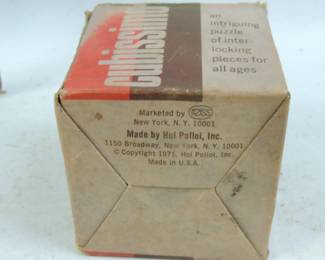 cubissimo
an
intriguing
puzzle
of inter
locking
pieces for
all ages
Marketed by
New York, N. Y. 10001
Made by Hoi Polloi, Inc.
1150 Broadway, New York, N. Y. 10001
© Copyright 1971, Hoi Polloi, Inc.
Made in U.S.A.